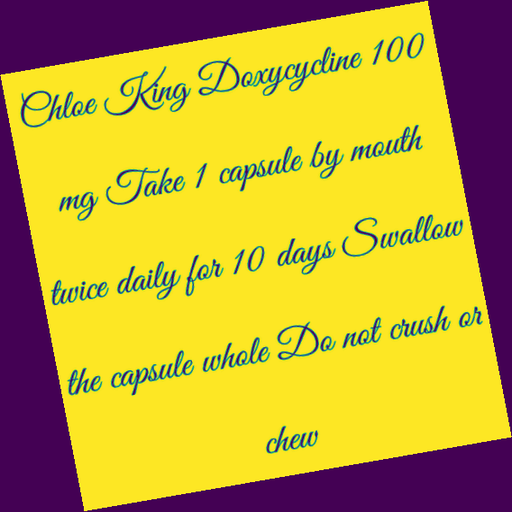 Chloe King Doxycycline 100
mg Take 1 capsule by mouth
twice daily for 10 days Swallow
the capsule whole Do not crush or
chew